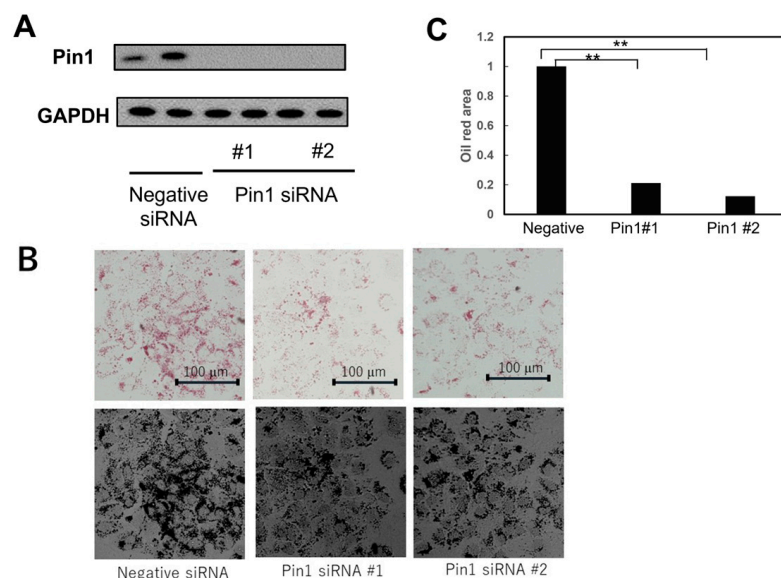 A
Pin1
GAPDH
#1 #2
Negative
siRNA
Pin1 siRNA
C
Oil red area
1.2
1
0.8
0.6
0.4
0.2
0
**
**
Negative Pin1#1 Pin1 #2
B
100 μm 100 μm 100 μm
Negative siRNA Pin1 siRNA #1 Pin1 siRNA #2